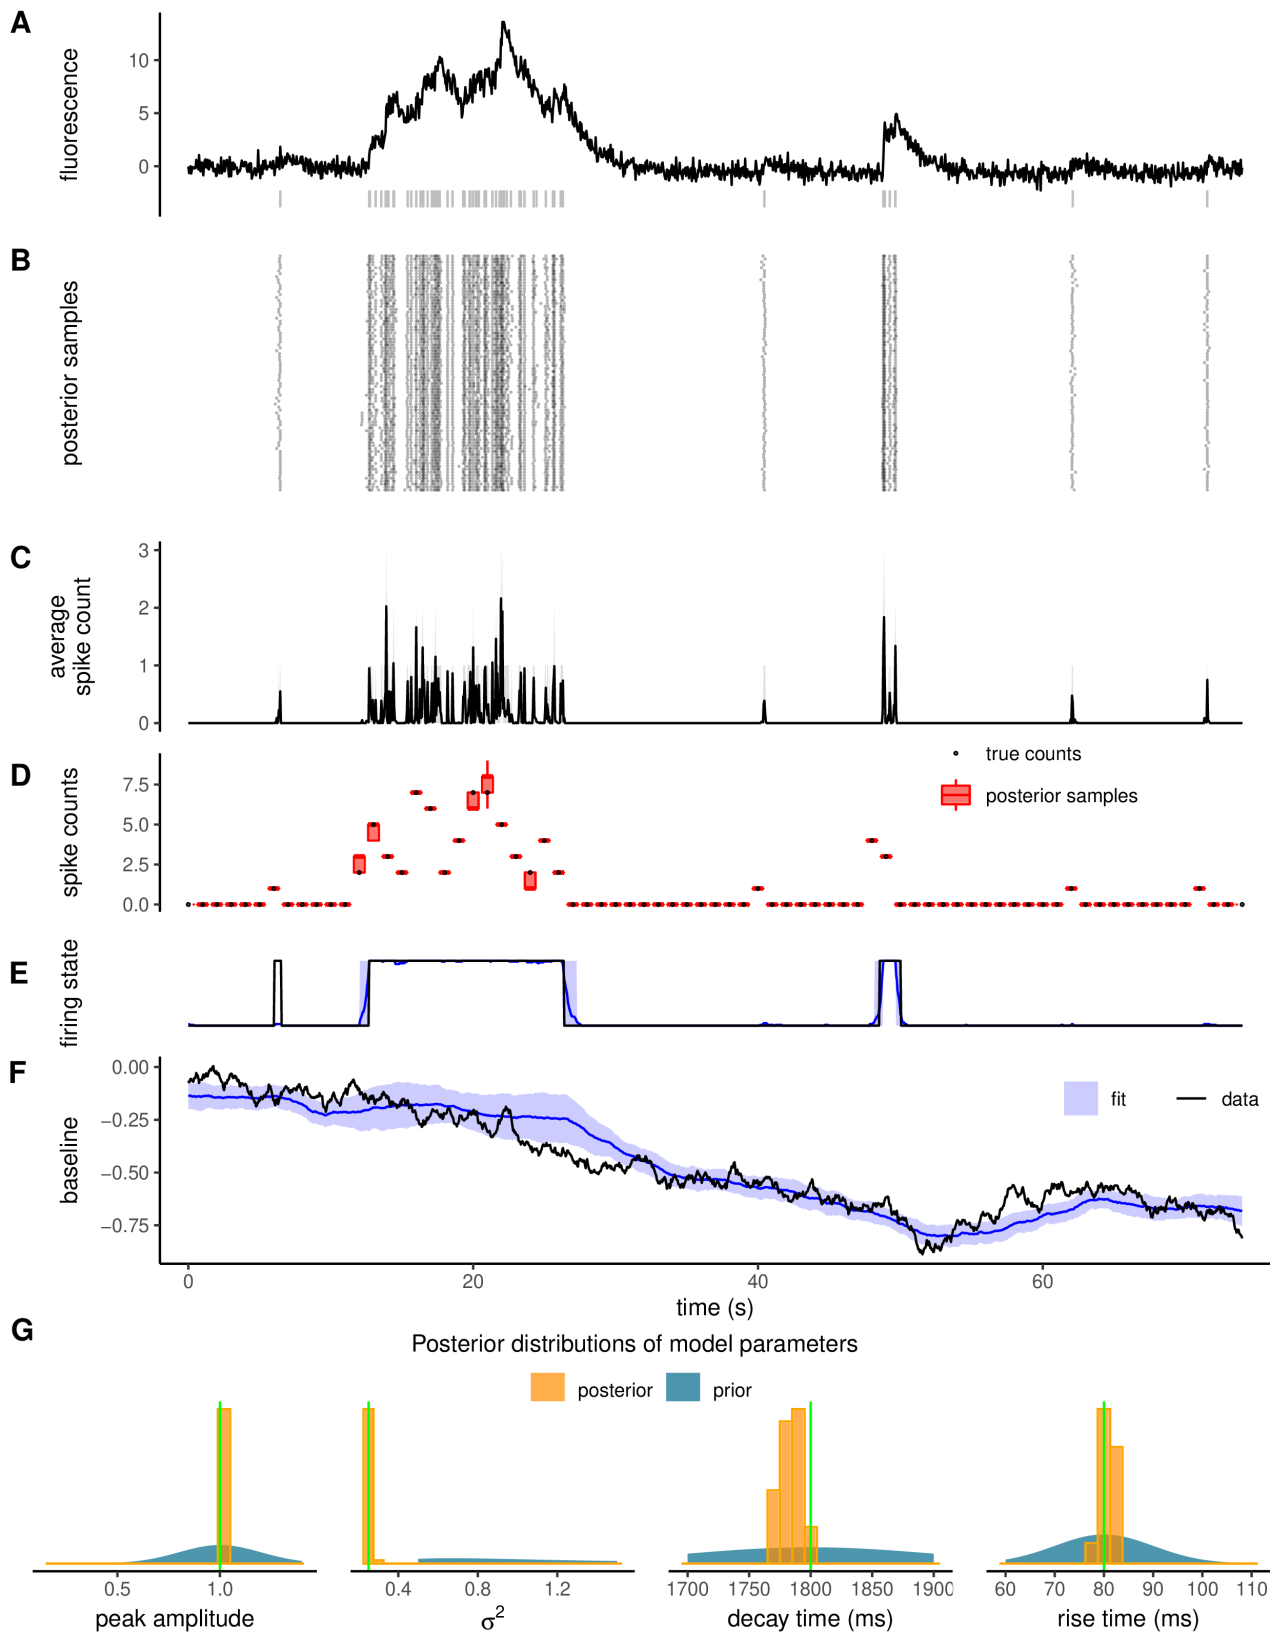 A
fluorescence
10
5
0
B
posterior samples
C
average
spike count
3
2
1
0
D
spike counts
7.5
5.0
2.5
0.0
true counts
posterior samples
E
firing state
F
baseline
0.00
−0.25
−0.50
−0.75
fit
data
0 20 40 60
time (s)
G
Posterior distributions of model parameters
posterior prior
0.5 1.0
peak amplitude
0.4 0.8 1.2
σ²
1700 1750 1800 1850 1900
decay time (ms)
60 70 80 90 100 110
rise time (ms)